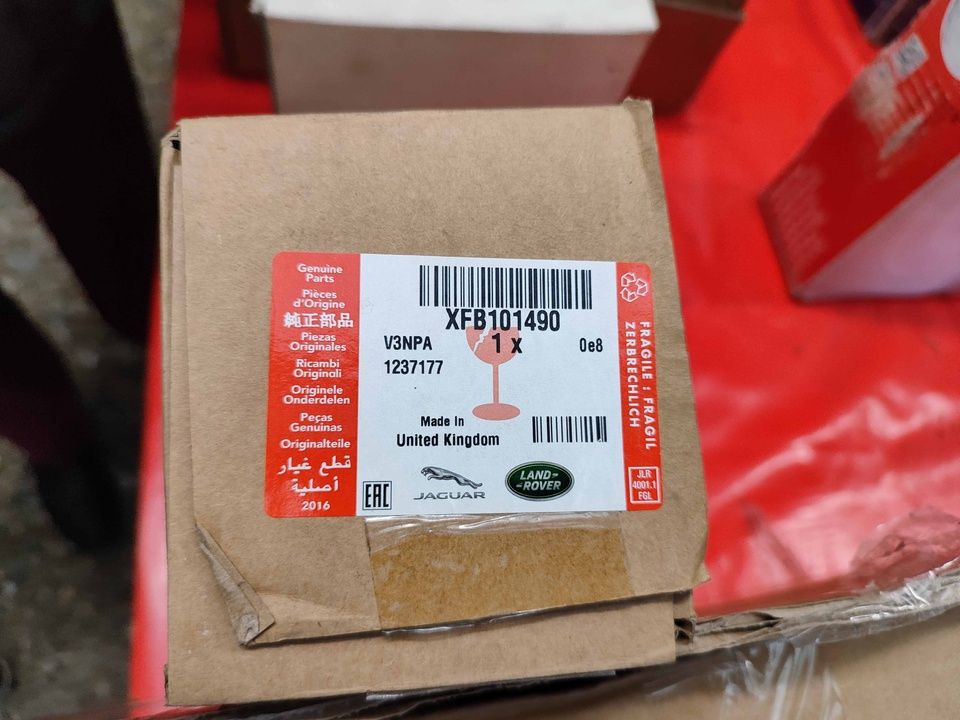 Genuine
Parts
Pièces
d'Origine
純正部品
Piezas
Originales
Ricambi
Originali
Originele
Onderdelen
Peças
Genuinas
Originalteile
قطع غيار
أصلية
2016
XFB101490
V3NPA
1 x
0e8
1237177
Made In
United Kingdom
EAC
JAGUAR
LAND-
-ROVER
FRAGILE : FRAGIL
ZERBRECHLICH
JLR
4001.1
FGL